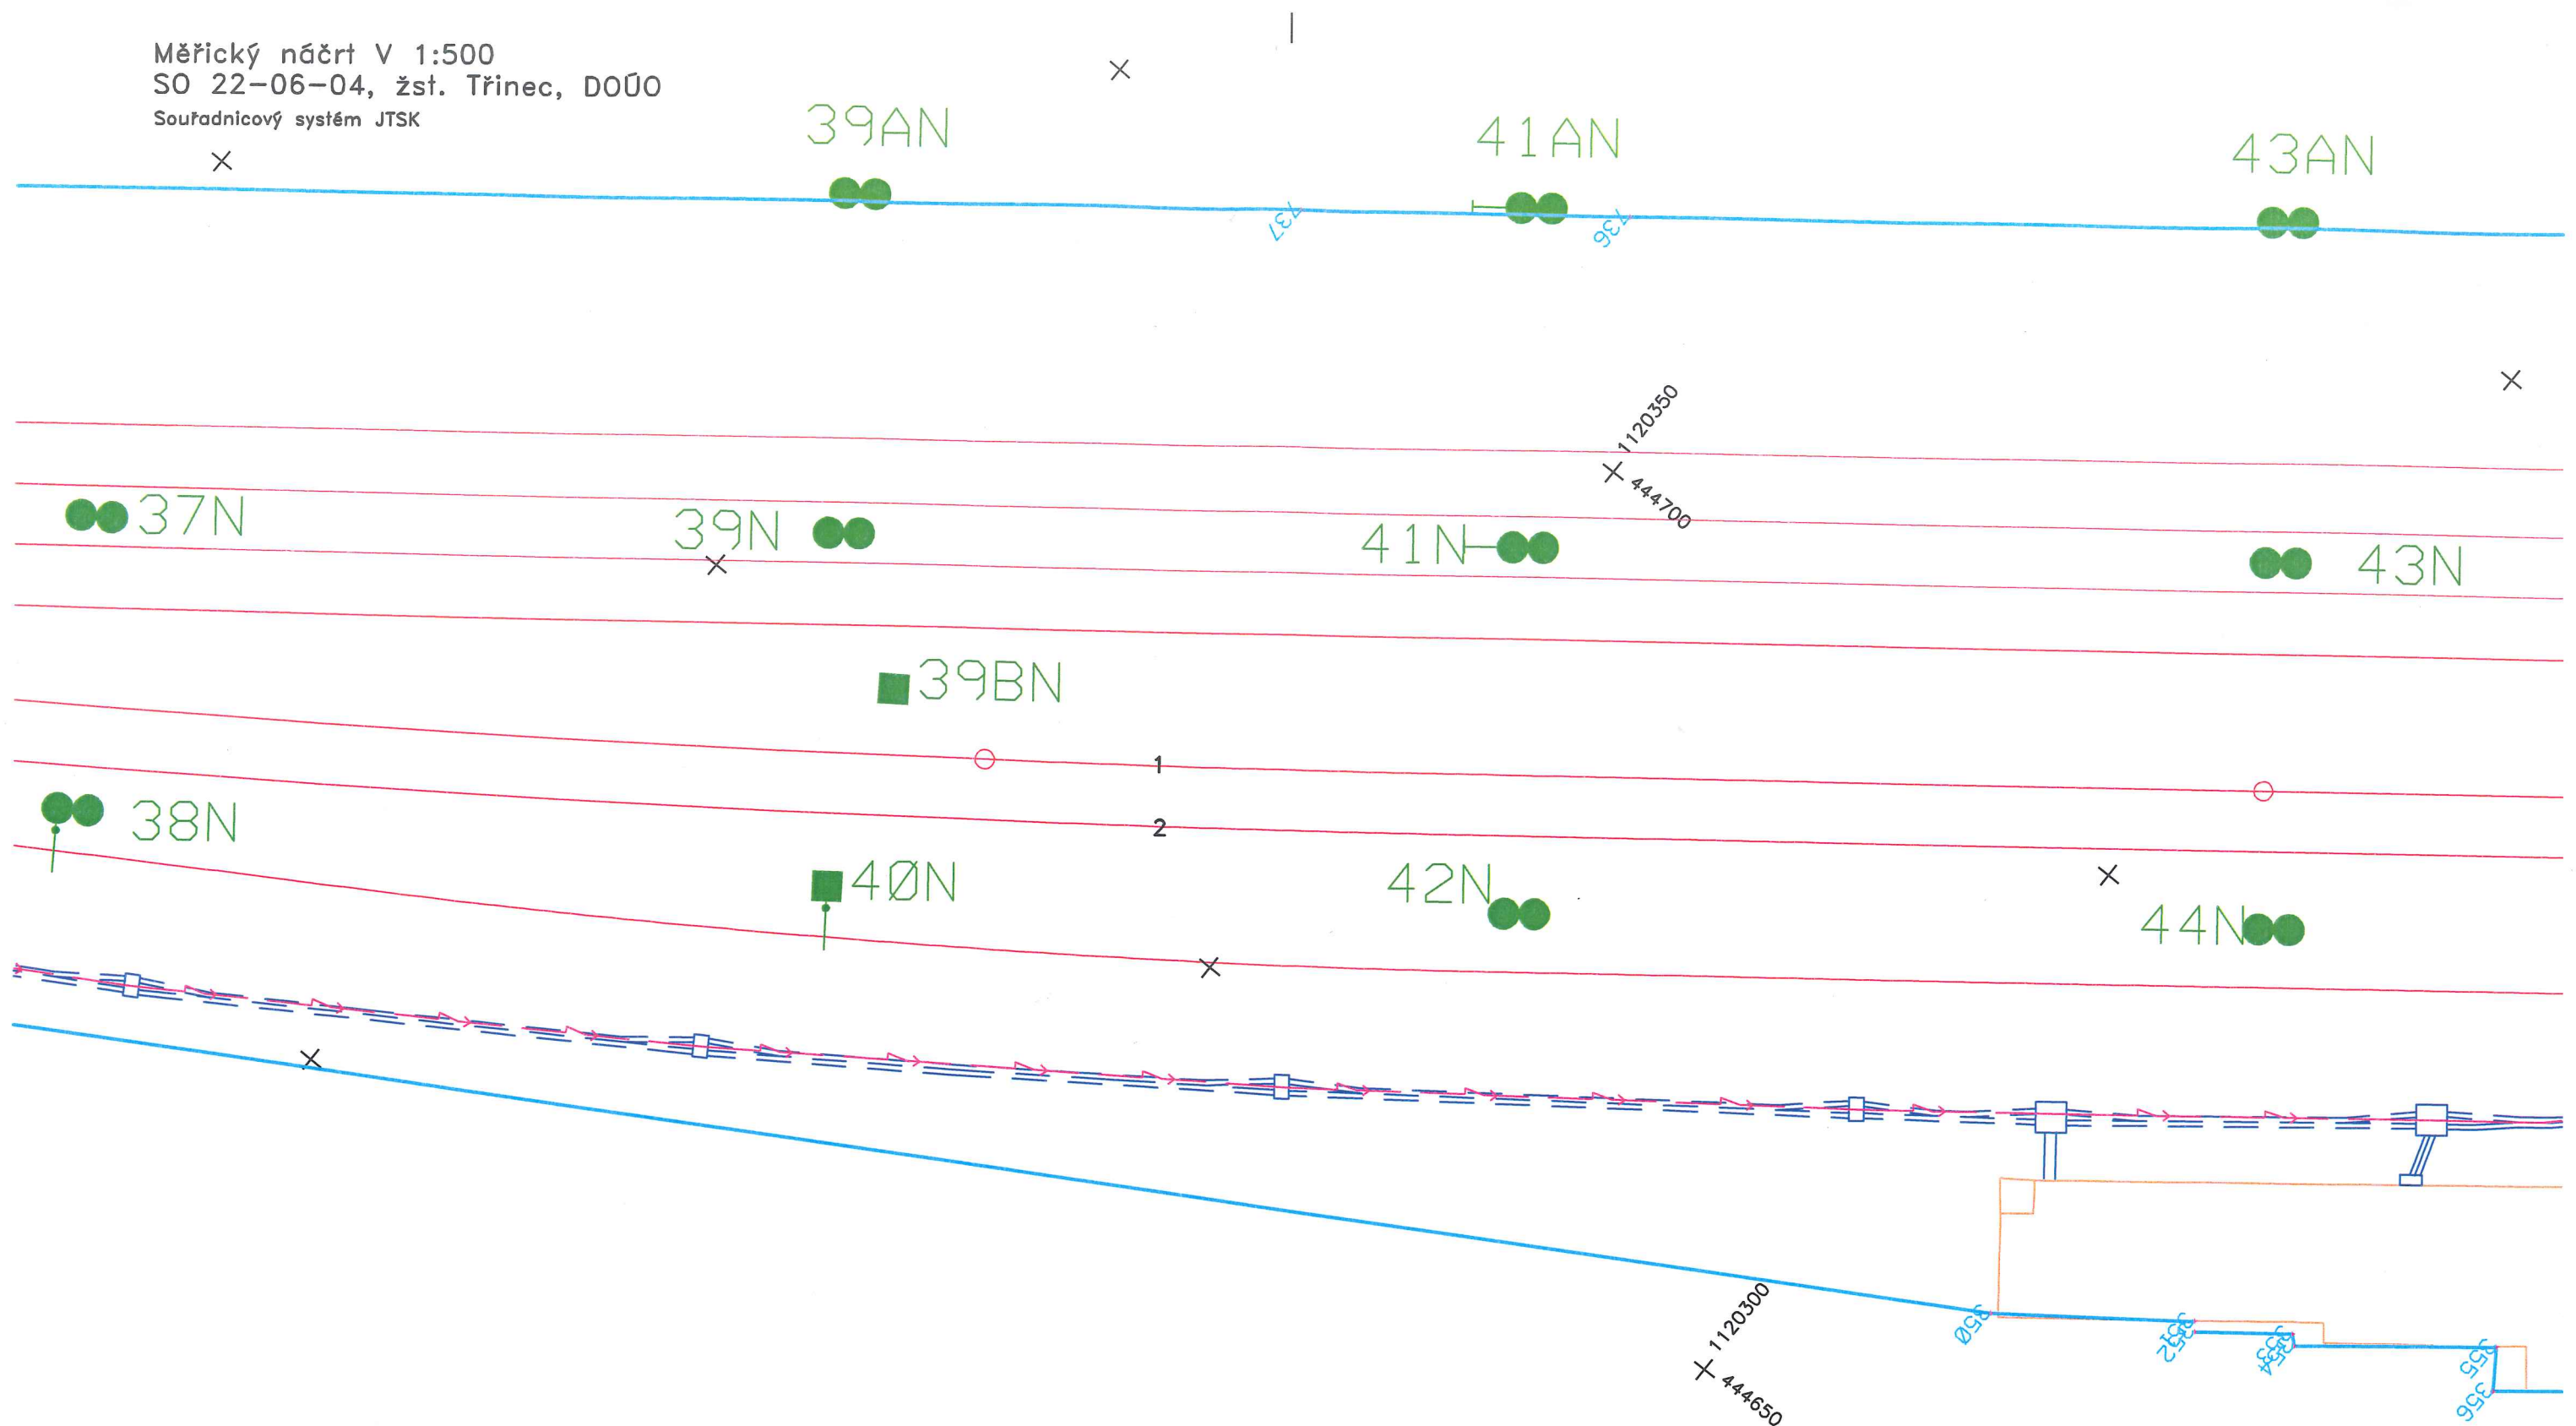 Měřický náčrt V 1:500
SO 22-06-04, žst. Třinec, DOÚO
Souřadnicový systém JTSK
39AN
41AN
43AN
737
736
1120350
444700
37N
39N
41N
43N
39BN
1
2
38N
40N
42N
44N
1120300
444650
350
352
354
355
356